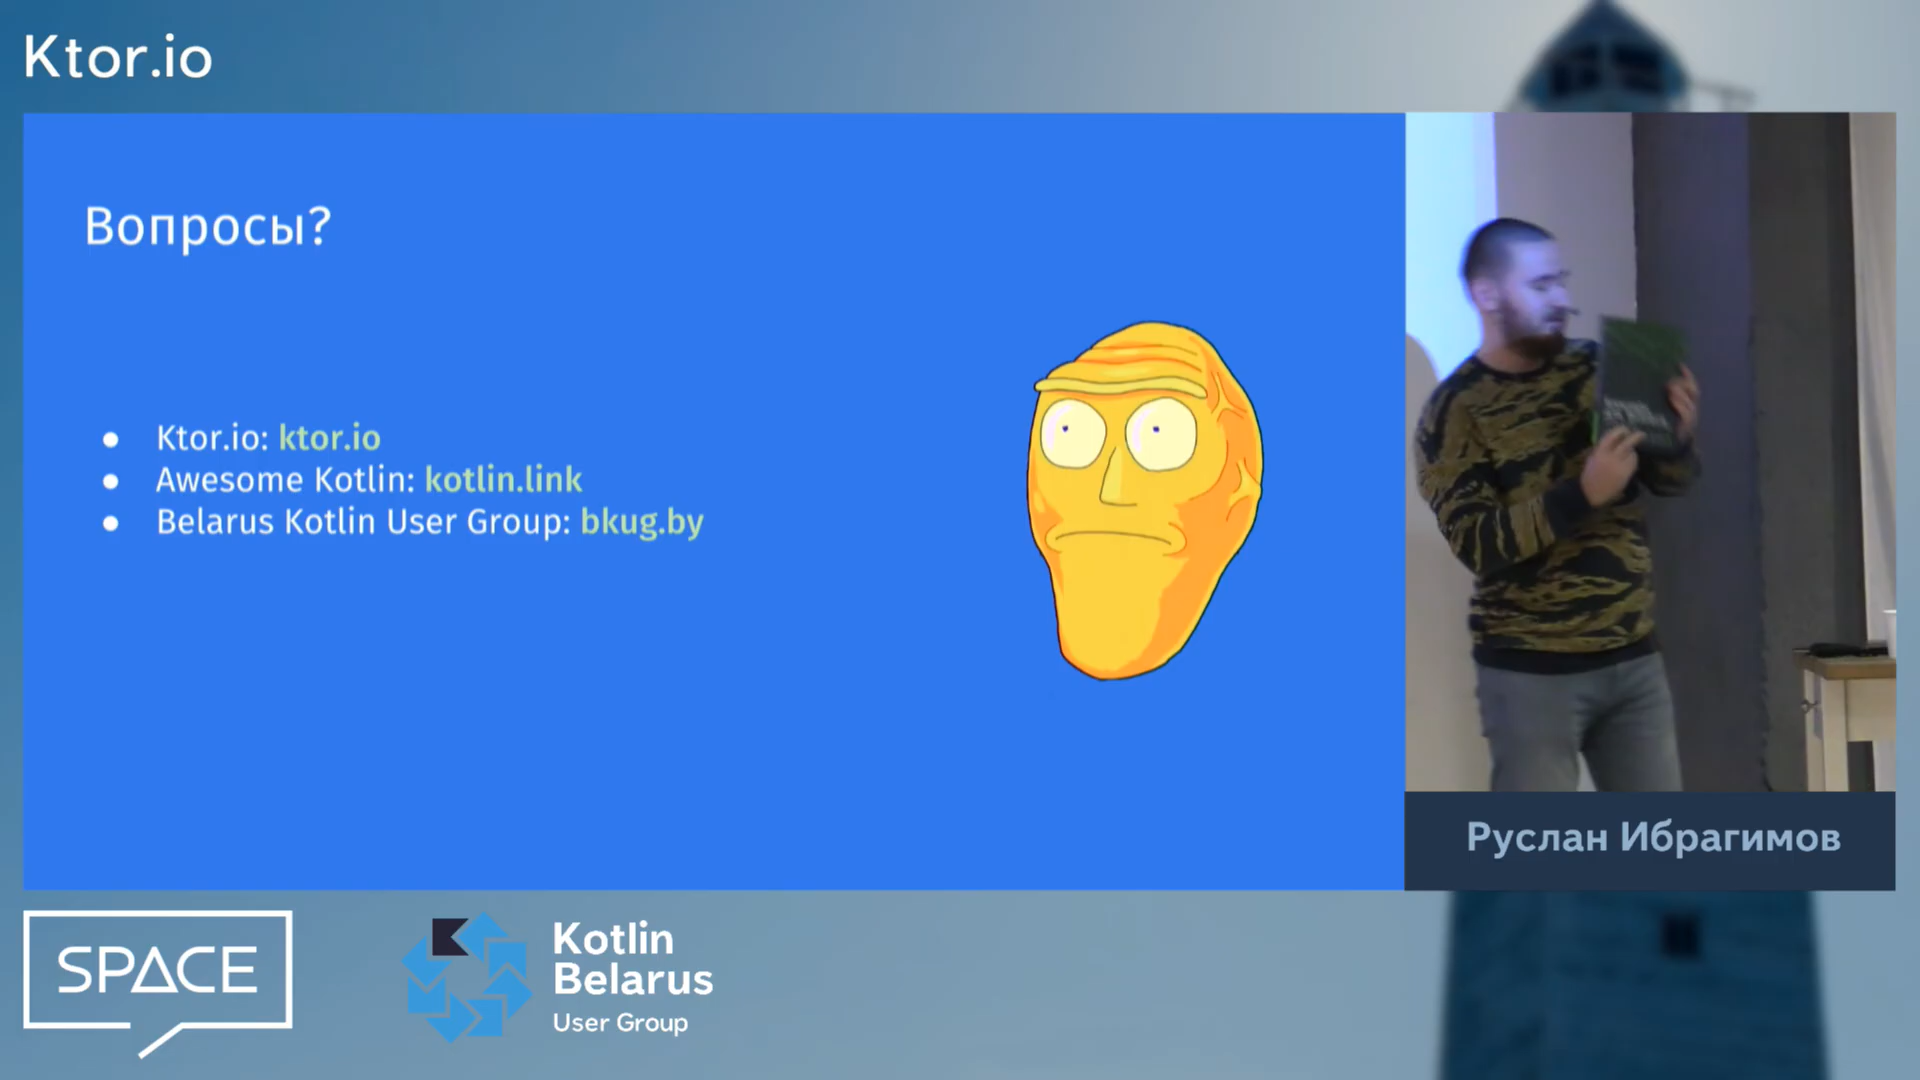 Ktor.io
Вопросы?
● Ktor.io: ktor.io
● Awesome Kotlin: kotlin.link
● Belarus Kotlin User Group: bkug.by
Руслан Ибрагимов
SPACE
Kotlin
Belarus
User Group